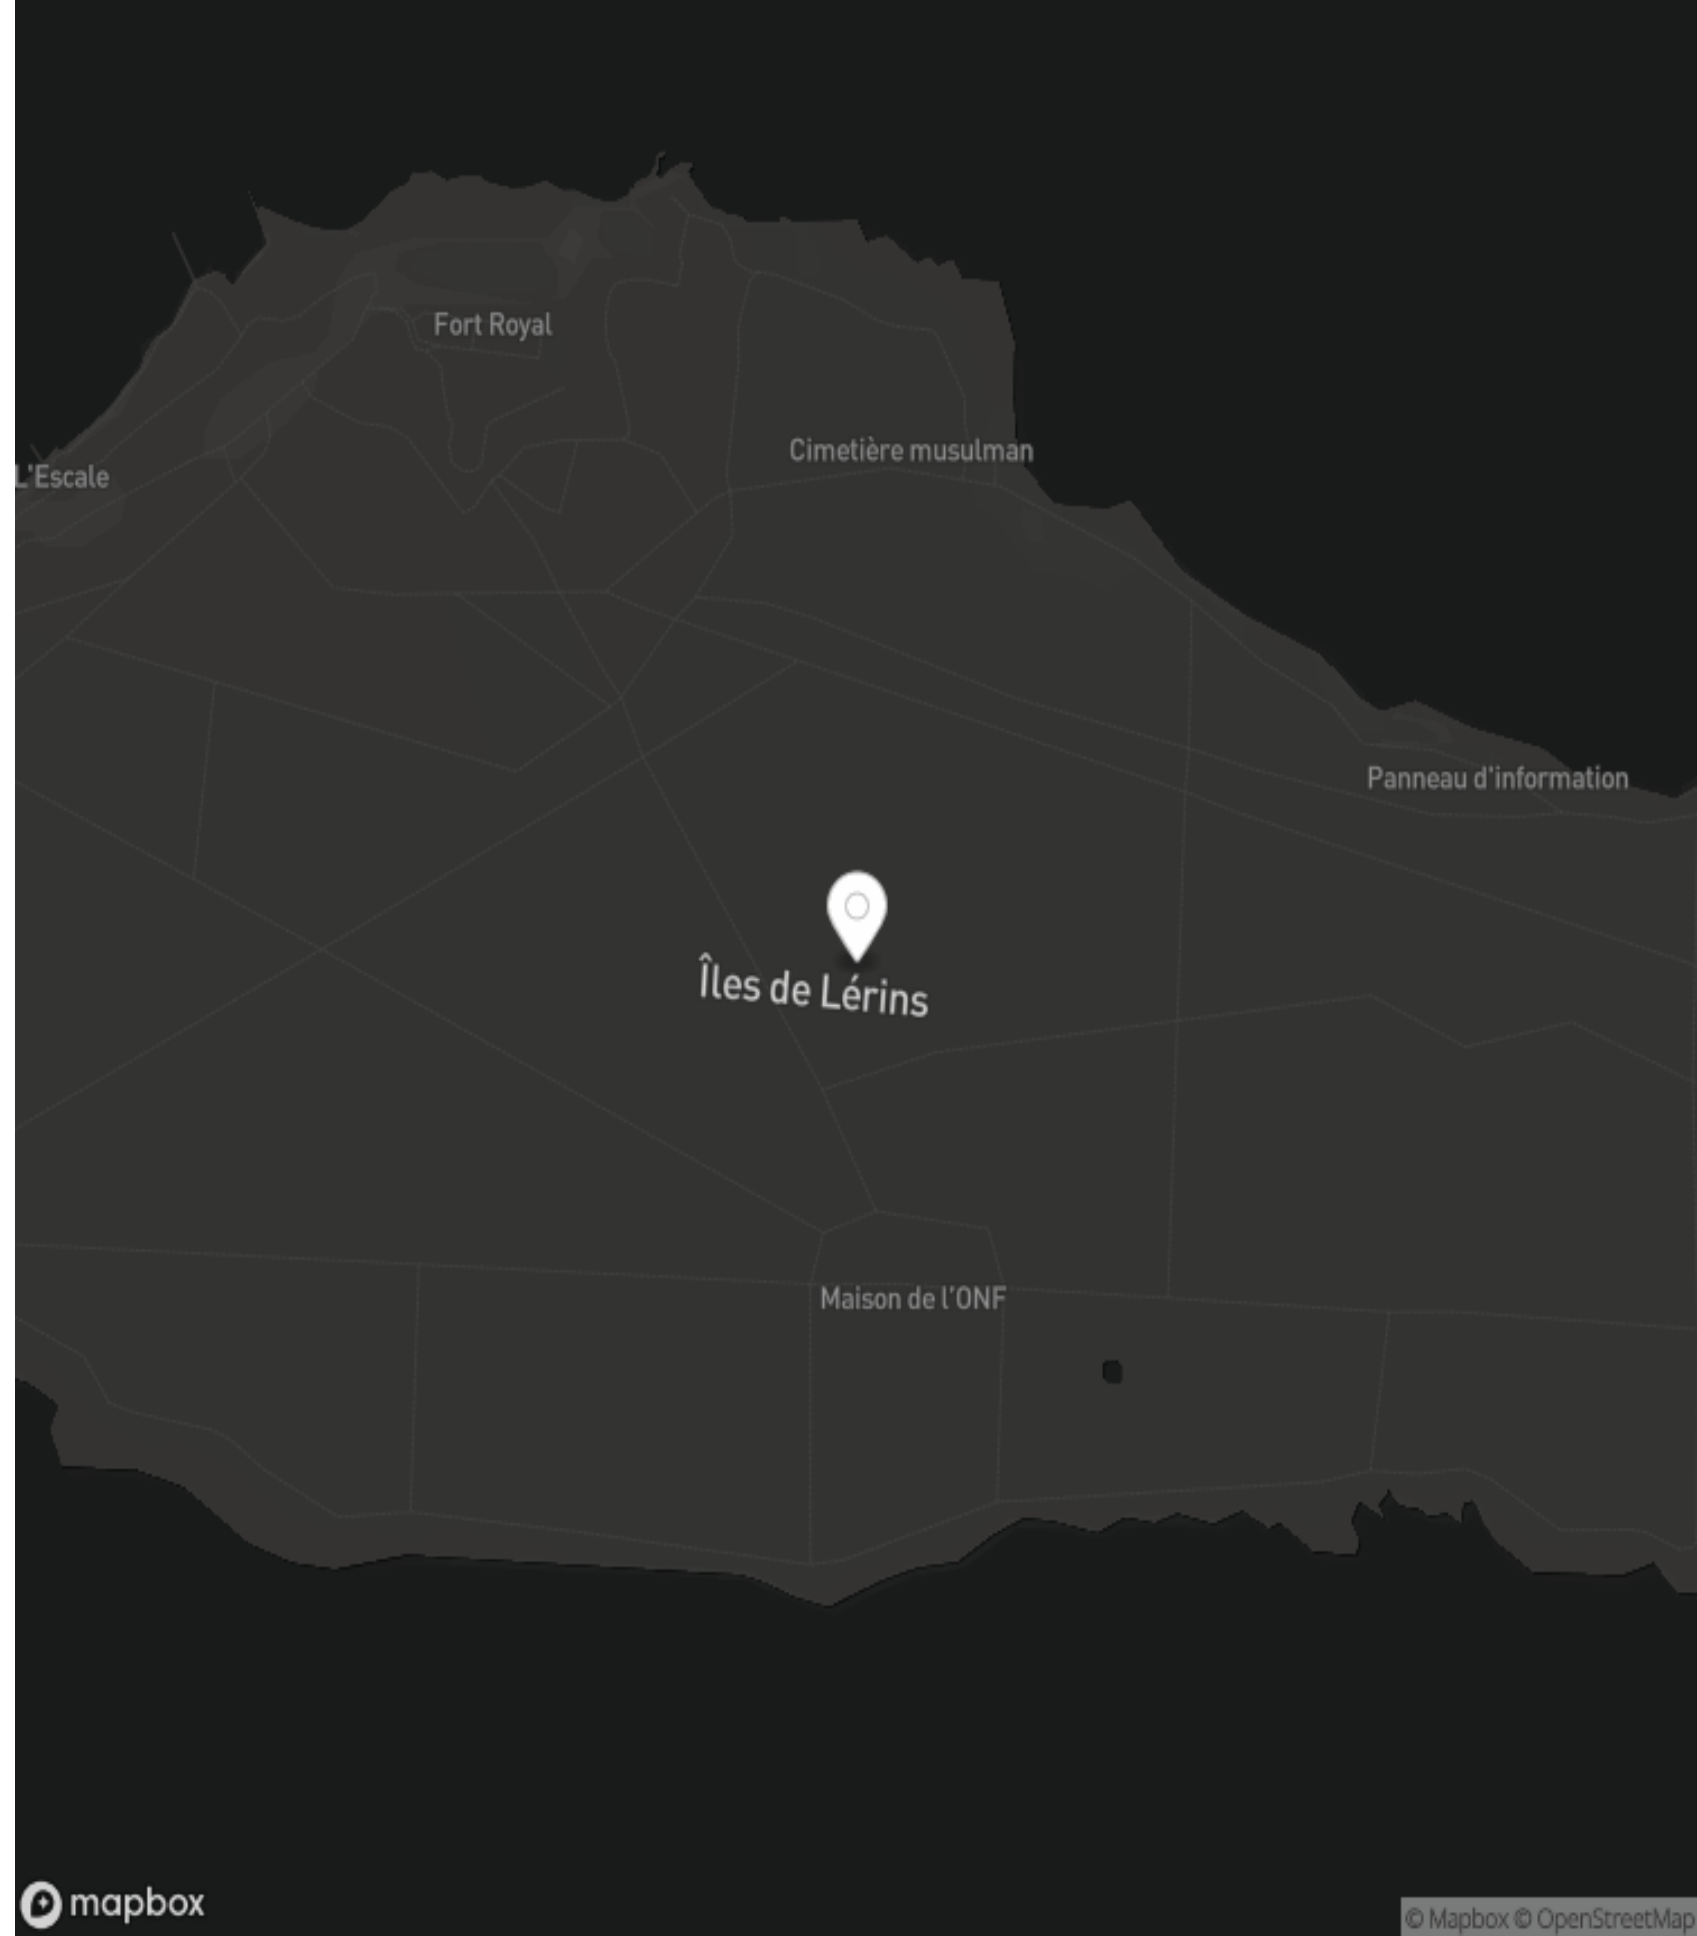 Fort Royal
Cimetière musulman
L'Escale
Panneau d'information
Îles de Lérins
Maison de l'ONF
mapbox
© Mapbox © OpenStreetMap